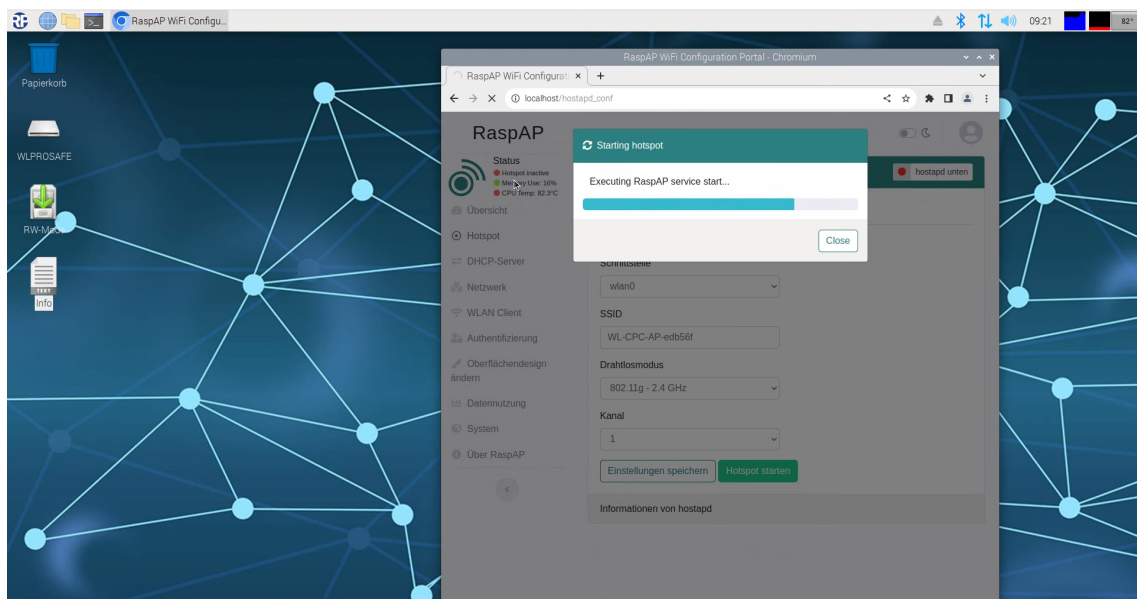 RaspAP WiFi Configu...
09:21
82°
Papierkorb
WLPROSAFE
TEXT
Info
RaspAP WiFi Configuration Portal - Chromium
RaspAP WiFi Configurati
localhost/hostapd_conf
RaspAP
Status
Hotspot inactive
Memory Use: 16%
CPU Temp: 82.3°C
Übersicht
Hotspot
DHCP-Server
Netzwerk
WLAN Client
Authentifizierung
Oberflächendesign
ändern
Datennutzung
System
Über RaspAP
Starting hotspot
Executing RaspAP service start...
Close
hostapd unten
Schnittstelle
wlan0
SSID
WL-CPC-AP-edb56f
Drahtlosmodus
802.11g - 2.4 GHz
Kanal
1
Einstellungen speichern
Hotspot starten
Informationen von hostapd